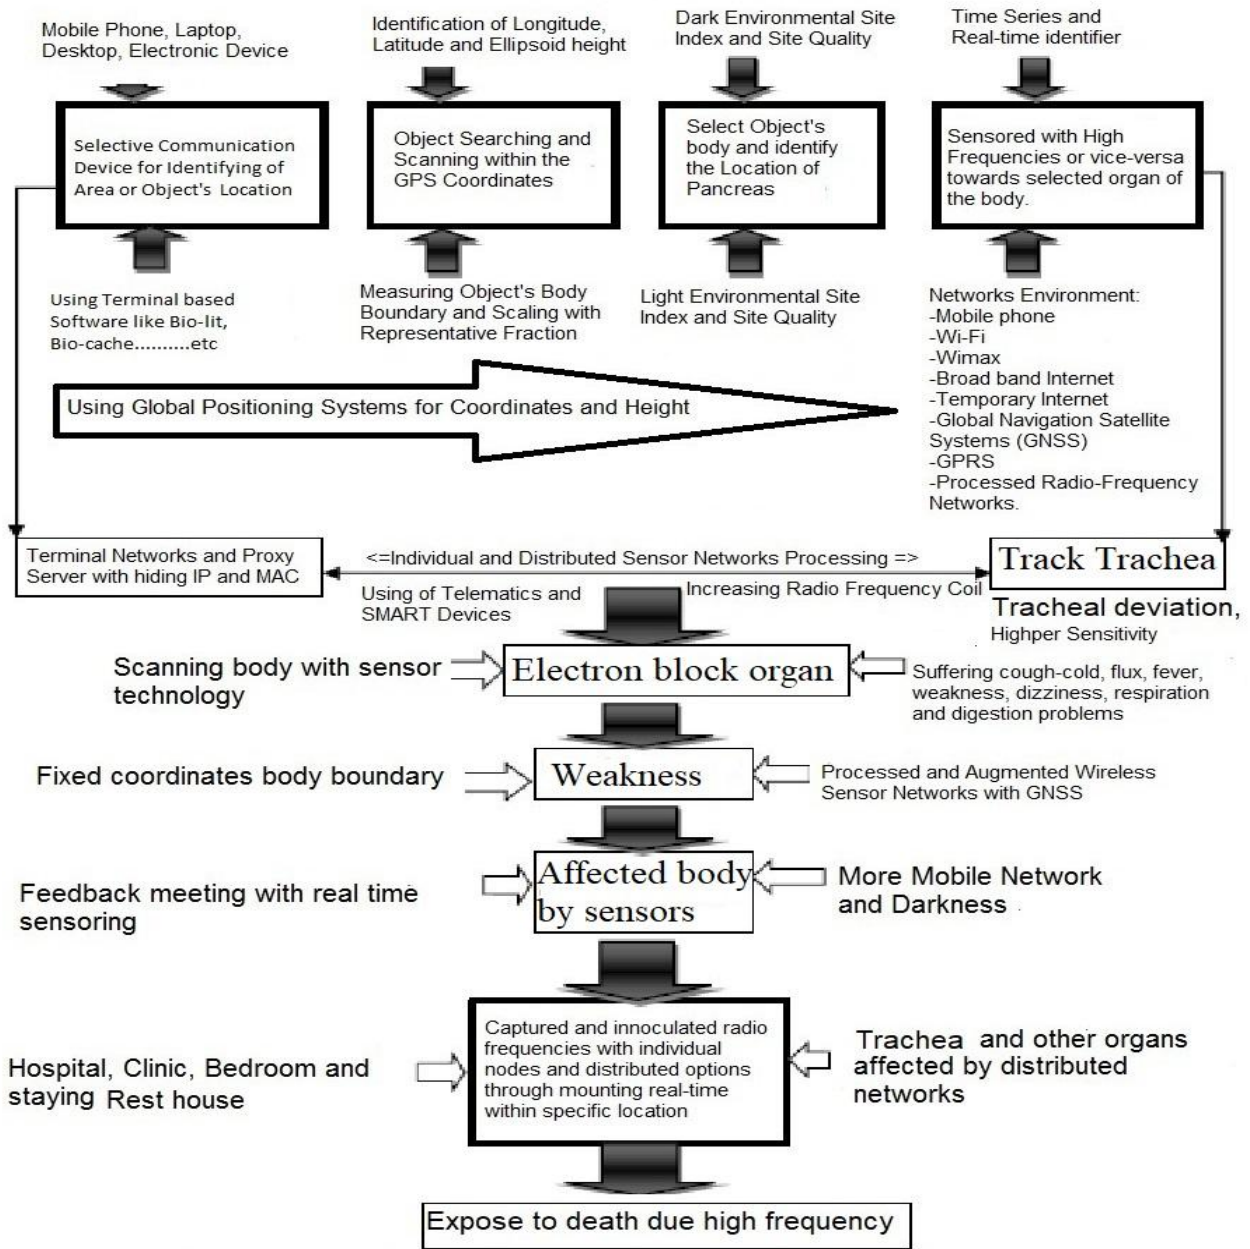 Mobile Phone, Laptop,
Desktop, Electronic Device
Identification of Longitude,
Latitude and Ellipsoid height
Dark Environmental Site
Index and Site Quality
Time Series and
Real-time identifier
Selective Communication
Device for Identifying of
Area or Object's Location
Object Searching and
Scanning within the
GPS Coordinates
Select Object's
body and identify
the Location of
Pancreas
Sensored with High
Frequencies or vice-versa
towards selected organ of
the body.
Using Terminal based
Software like Bio-lit,
Bio-cache..........etc
Measuring Object's Body
Boundary and Scaling with
Representative Fraction
Light Environmental Site
Index and Site Quality
Networks Environment:
-Mobile phone
-Wi-Fi
-Wimax
-Broad band Internet
-Temporary Internet
-Global Navigation Satellite
Systems (GNSS)
-GPRS
-Processed Radio-Frequency
Networks.
Using Global Positioning Systems for Coordinates and Height
Terminal Networks and Proxy
Server with hiding IP and MAC
<=Individual and Distributed Sensor Networks Processing =>
Using of Telematics and
SMART Devices
Increasing Radio Frequency Coil
Track Trachea
Tracheal deviation,
Highper Sensitivity
Scanning body with sensor
technology
Electron block organ
Suffering cough-cold, flux, fever,
weakness, dizziness, respiration
and digestion problems
Fixed coordinates body boundary
Weakness
Processed and Augmented Wireless
Sensor Networks with GNSS
Feedback meeting with real time
sensoring
Affected body
by sensors
More Mobile Network
and Darkness
Hospital, Clinic, Bedroom and
staying Rest house
Captured and innoculated radio
frequencies with individual
nodes and distributed options
through mounting real-time
within specific location
Trachea and other organs
affected by distributed
networks
Expose to death due high frequency